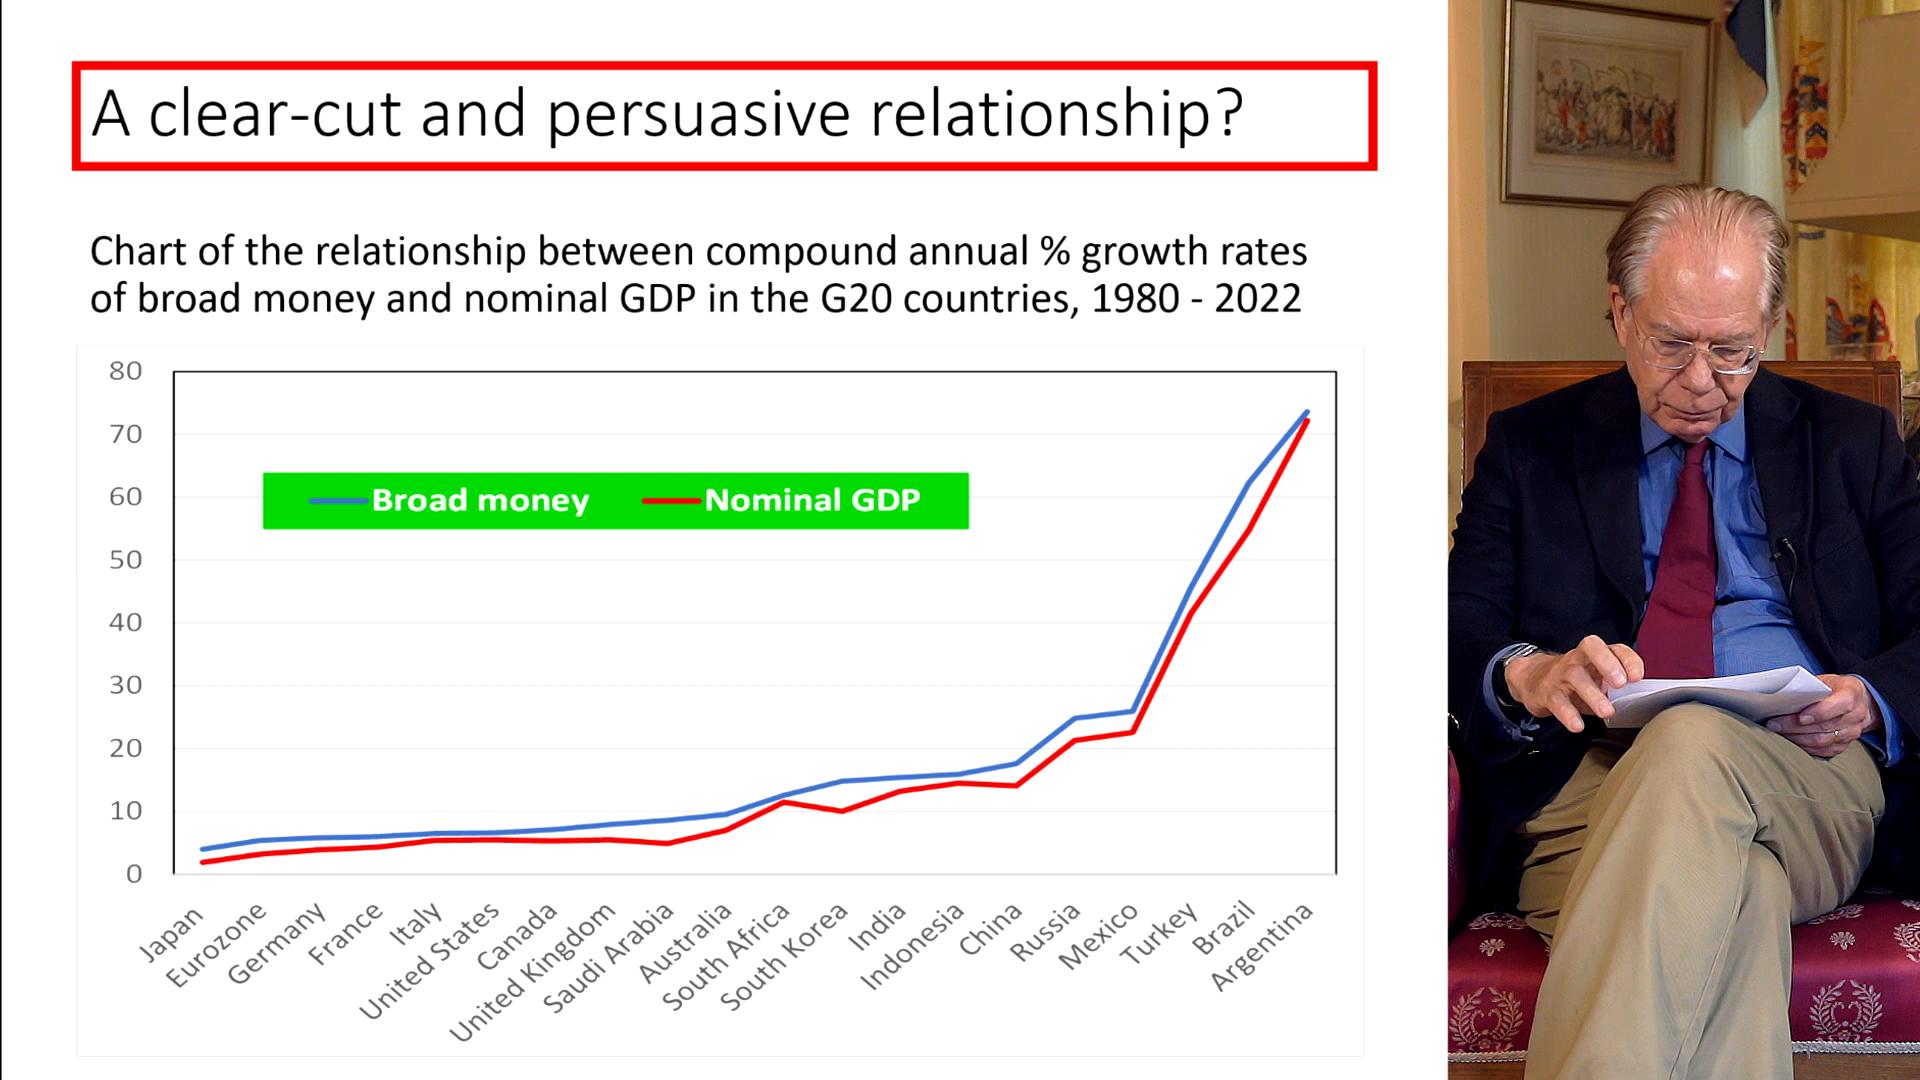 A clear-cut and persuasive relationship?
Chart of the relationship between compound annual % growth rates
of broad money and nominal GDP in the G20 countries, 1980 - 2022
80
70
60
50
40
30
20
10
0
Broad money Nominal GDP
Japan
Eurozone
Germany
France
Italy
United States
Canada
United Kingdom
Saudi Arabia
Australia
South Africa
South Korea
India
Indonesia
China
Russia
Mexico
Turkey
Brazil
Argentina